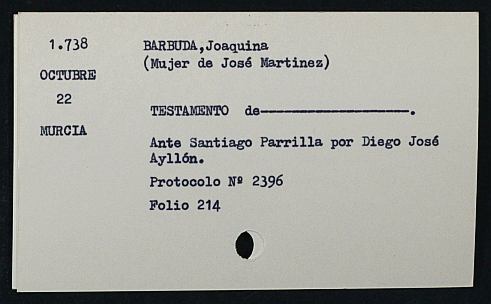 1.738
OCTUBRE
22
MURCIA
BARBUDA,Joaquina
(Mujer de José Martinez)
TESTAMENTO de--------------------.
Ante Santiago Parrilla por Diego José
Ayllón.
Protocolo Nº 2396
Folio 214